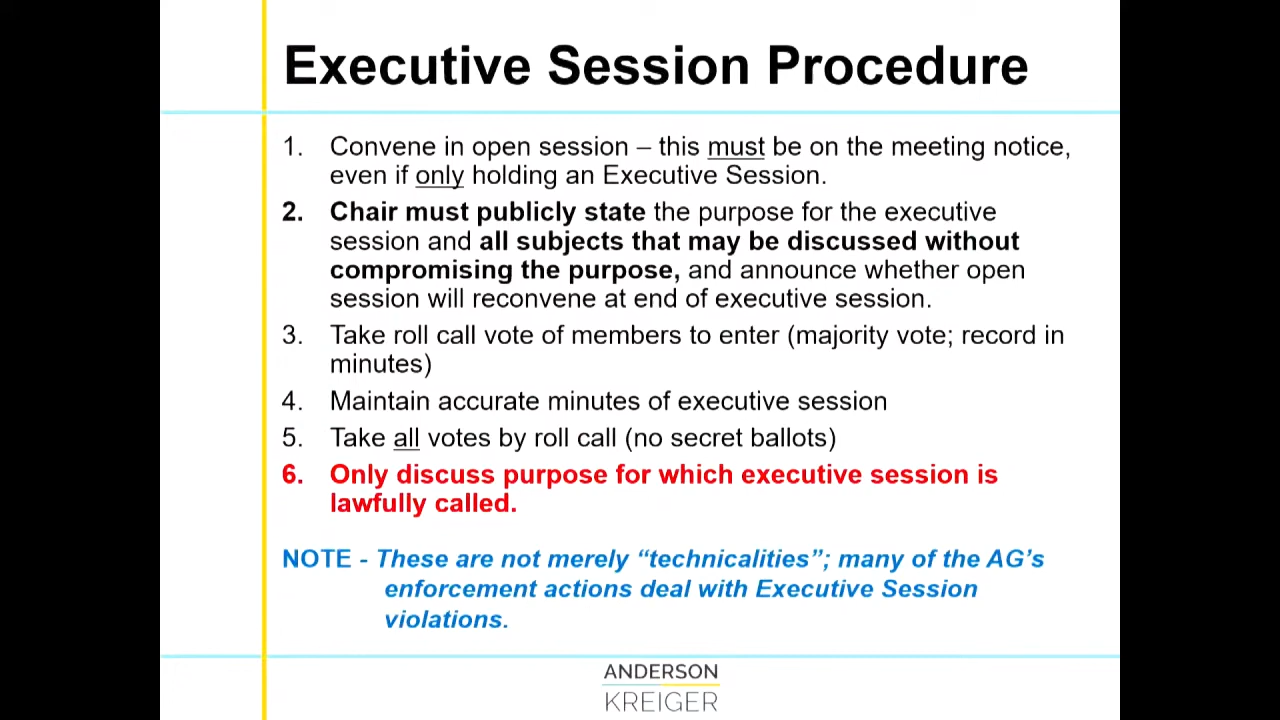 Executive Session Procedure
1. Convene in open session – this must be on the meeting notice,
even if only holding an Executive Session.
2. Chair must publicly state the purpose for the executive
session and all subjects that may be discussed without
compromising the purpose, and announce whether open
session will reconvene at end of executive session.
3. Take roll call vote of members to enter (majority vote; record in
minutes)
4. Maintain accurate minutes of executive session
5. Take all votes by roll call (no secret ballots)
6. Only discuss purpose for which executive session is
lawfully called.
NOTE - These are not merely “technicalities”; many of the AG’s
enforcement actions deal with Executive Session
violations.
ANDERSON
KREIGER